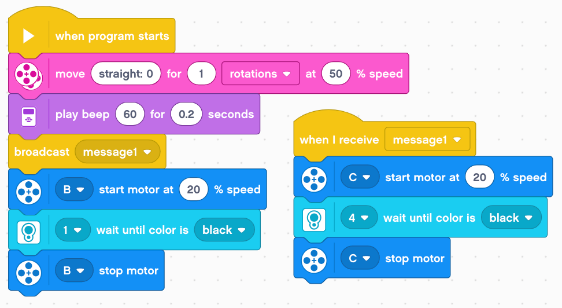 when program starts
move straight: 0 for 1 rotations at 50 % speed
play beep 60 for 0.2 seconds
broadcast message1
B start motor at 20 % speed
1 wait until color is black
B stop motor
when I receive message1
C start motor at 20 % speed
4 wait until color is black
C stop motor